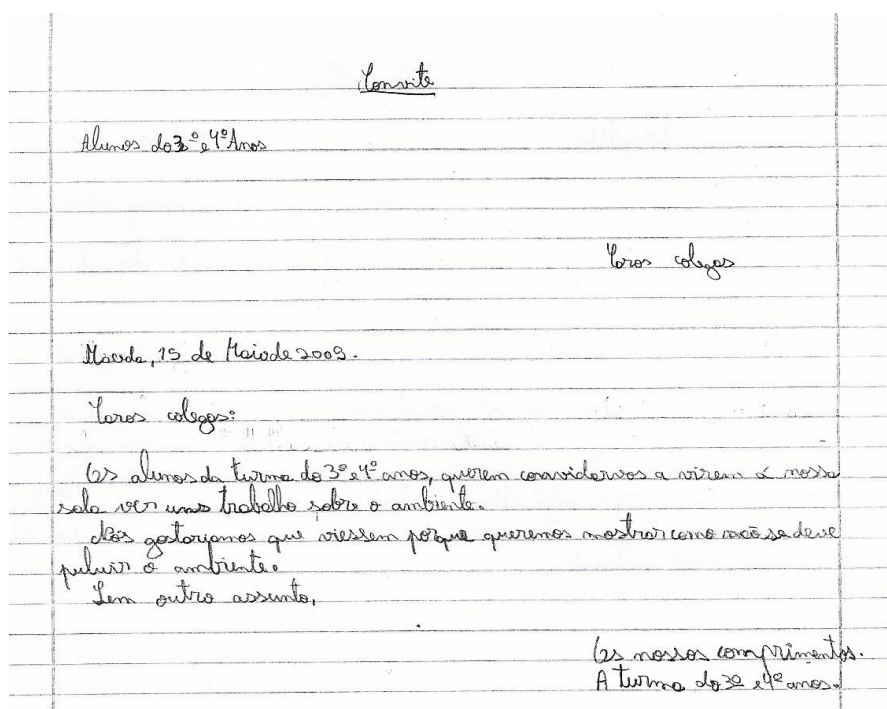 Convite
Alunos do 3º e 4º Anos
Caros colegas
Maceda, 15 de Maio de 2009.
Caros colegas:
Os alunos da turma do 3º e 4º anos, querem convidarvos a virem á nossa
sala ver uns trabalho sobre o ambiente.
Nós gostariamos que viessem porque queremos mostrar como não se deve
puluir o ambiente.
Sem outro assunto,
Os nossos comprimentos.
A turma do 3º e 4º anos.